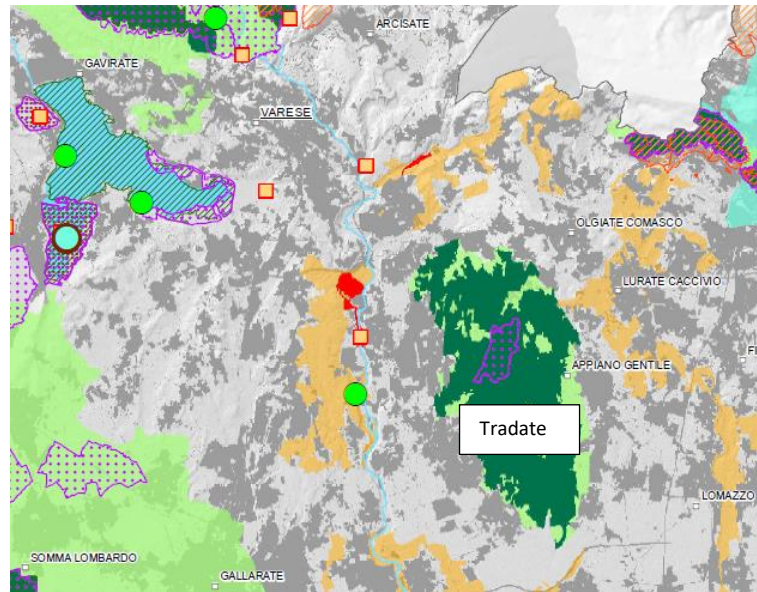 ARCISATE
GAVIRATE
VARESE
OLGIATE COMASCO
LURATE CACCIVIO
APPIANO GENTILE
Tradate
LOMAZZO
SOMMA LOMBARDO
GALLARATE